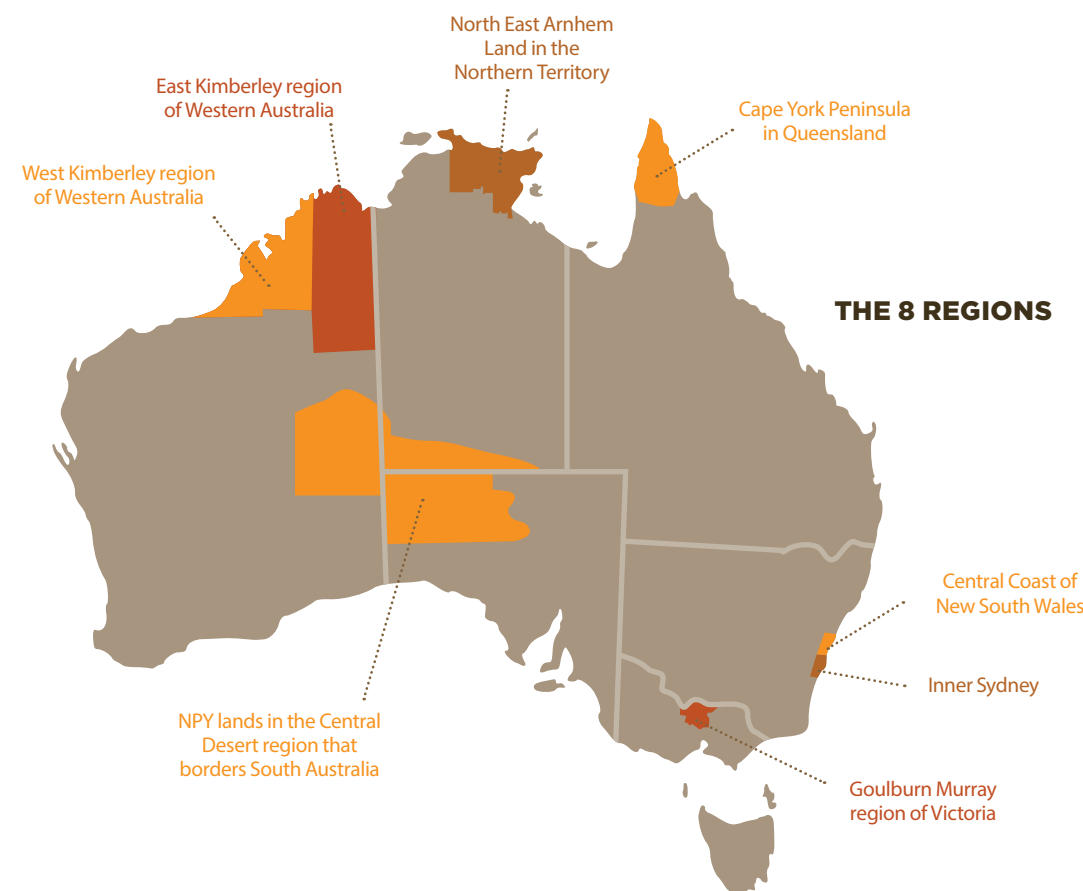 North East Arnhem
Land in the
Northern Territory
East Kimberley region
of Western Australia
Cape York Peninsula
in Queensland
West Kimberley region
of Western Australia
THE 8 REGIONS
Central Coast of
New South Wales
Inner Sydney
NPY lands in the Central
Desert region that
borders South Australia
Goulburn Murray
region of Victoria